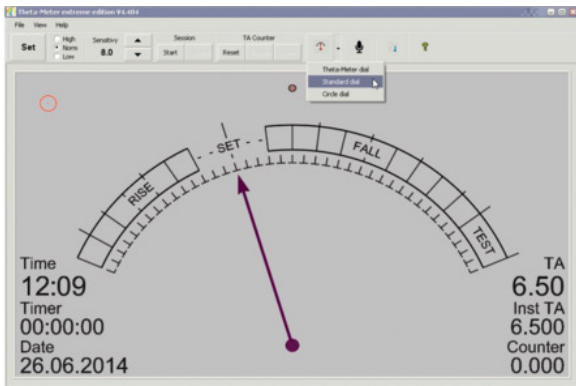 Theta-Meter extreme edition V4.404
File View Help
Set
High
Norm
Low
Sensitivy
8.0
Session
Start
TA Counter
Reset
Theta-Meter dial
Standard dial
Circle dial
RISE
SET
FALL
TEST
Time
12:09
Timer
00:00:00
Date
26.06.2014
TA
6.50
Inst TA
6.500
Counter
0.000